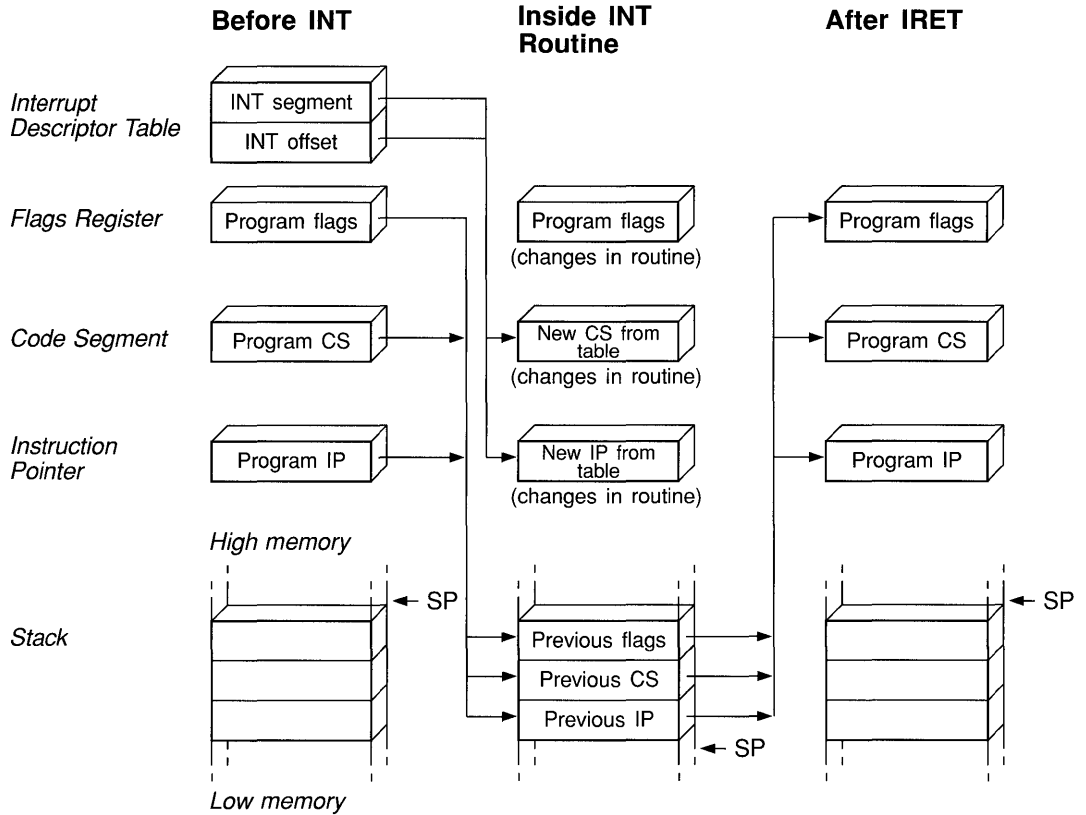 Before INT
Inside INT
Routine
After IRET
Interrupt
Descriptor Table
INT segment
INT offset
Flags Register
Program flags
Program flags
(changes in routine)
Program flags
Code Segment
Program CS
New CS from
table
(changes in routine)
Program CS
Instruction
Pointer
Program IP
New IP from
table
(changes in routine)
Program IP
High memory
SP
SP
Stack
Previous flags
Previous CS
Previous IP
SP
Low memory